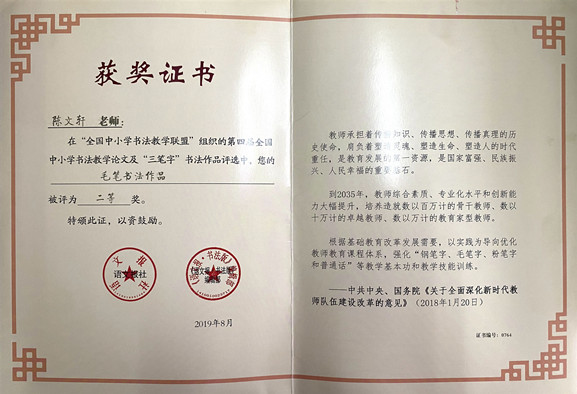 获奖证书
陈文轩 老师:
在“全国中小学书法教学联盟”组织的第四届全国
中小学书法教学论文及“三笔字”书法作品评选中，您的
毛笔书法作品
被评为 二等 奖。
特颁此证，以资鼓励。
语文报社
语文报社
《语文报·书法版》编辑部
2019年8月
教师承担着传播知识、传播思想、传播真理的历
史使命，肩负着塑造灵魂、塑造生命、塑造人的时代
重任，是教育发展的第一资源，是国家富强、民族振
兴、人民幸福的重要基石。
到2035年，教师综合素质、专业化水平和创新能
力大幅提升，培养造就数以百万计的骨干教师、数以
十万计的卓越教师、数以万计的教育家型教师。
根据基础教育改革发展需要，以实践为导向优化
教师教育课程体系，强化“钢笔字、毛笔字、粉笔字
和普通话”等教学基本功和教学技能训练。
——中共中央、国务院《关于全面深化新时代教
师队伍建设改革的意见》（2018年1月20日）
证书编号：0764